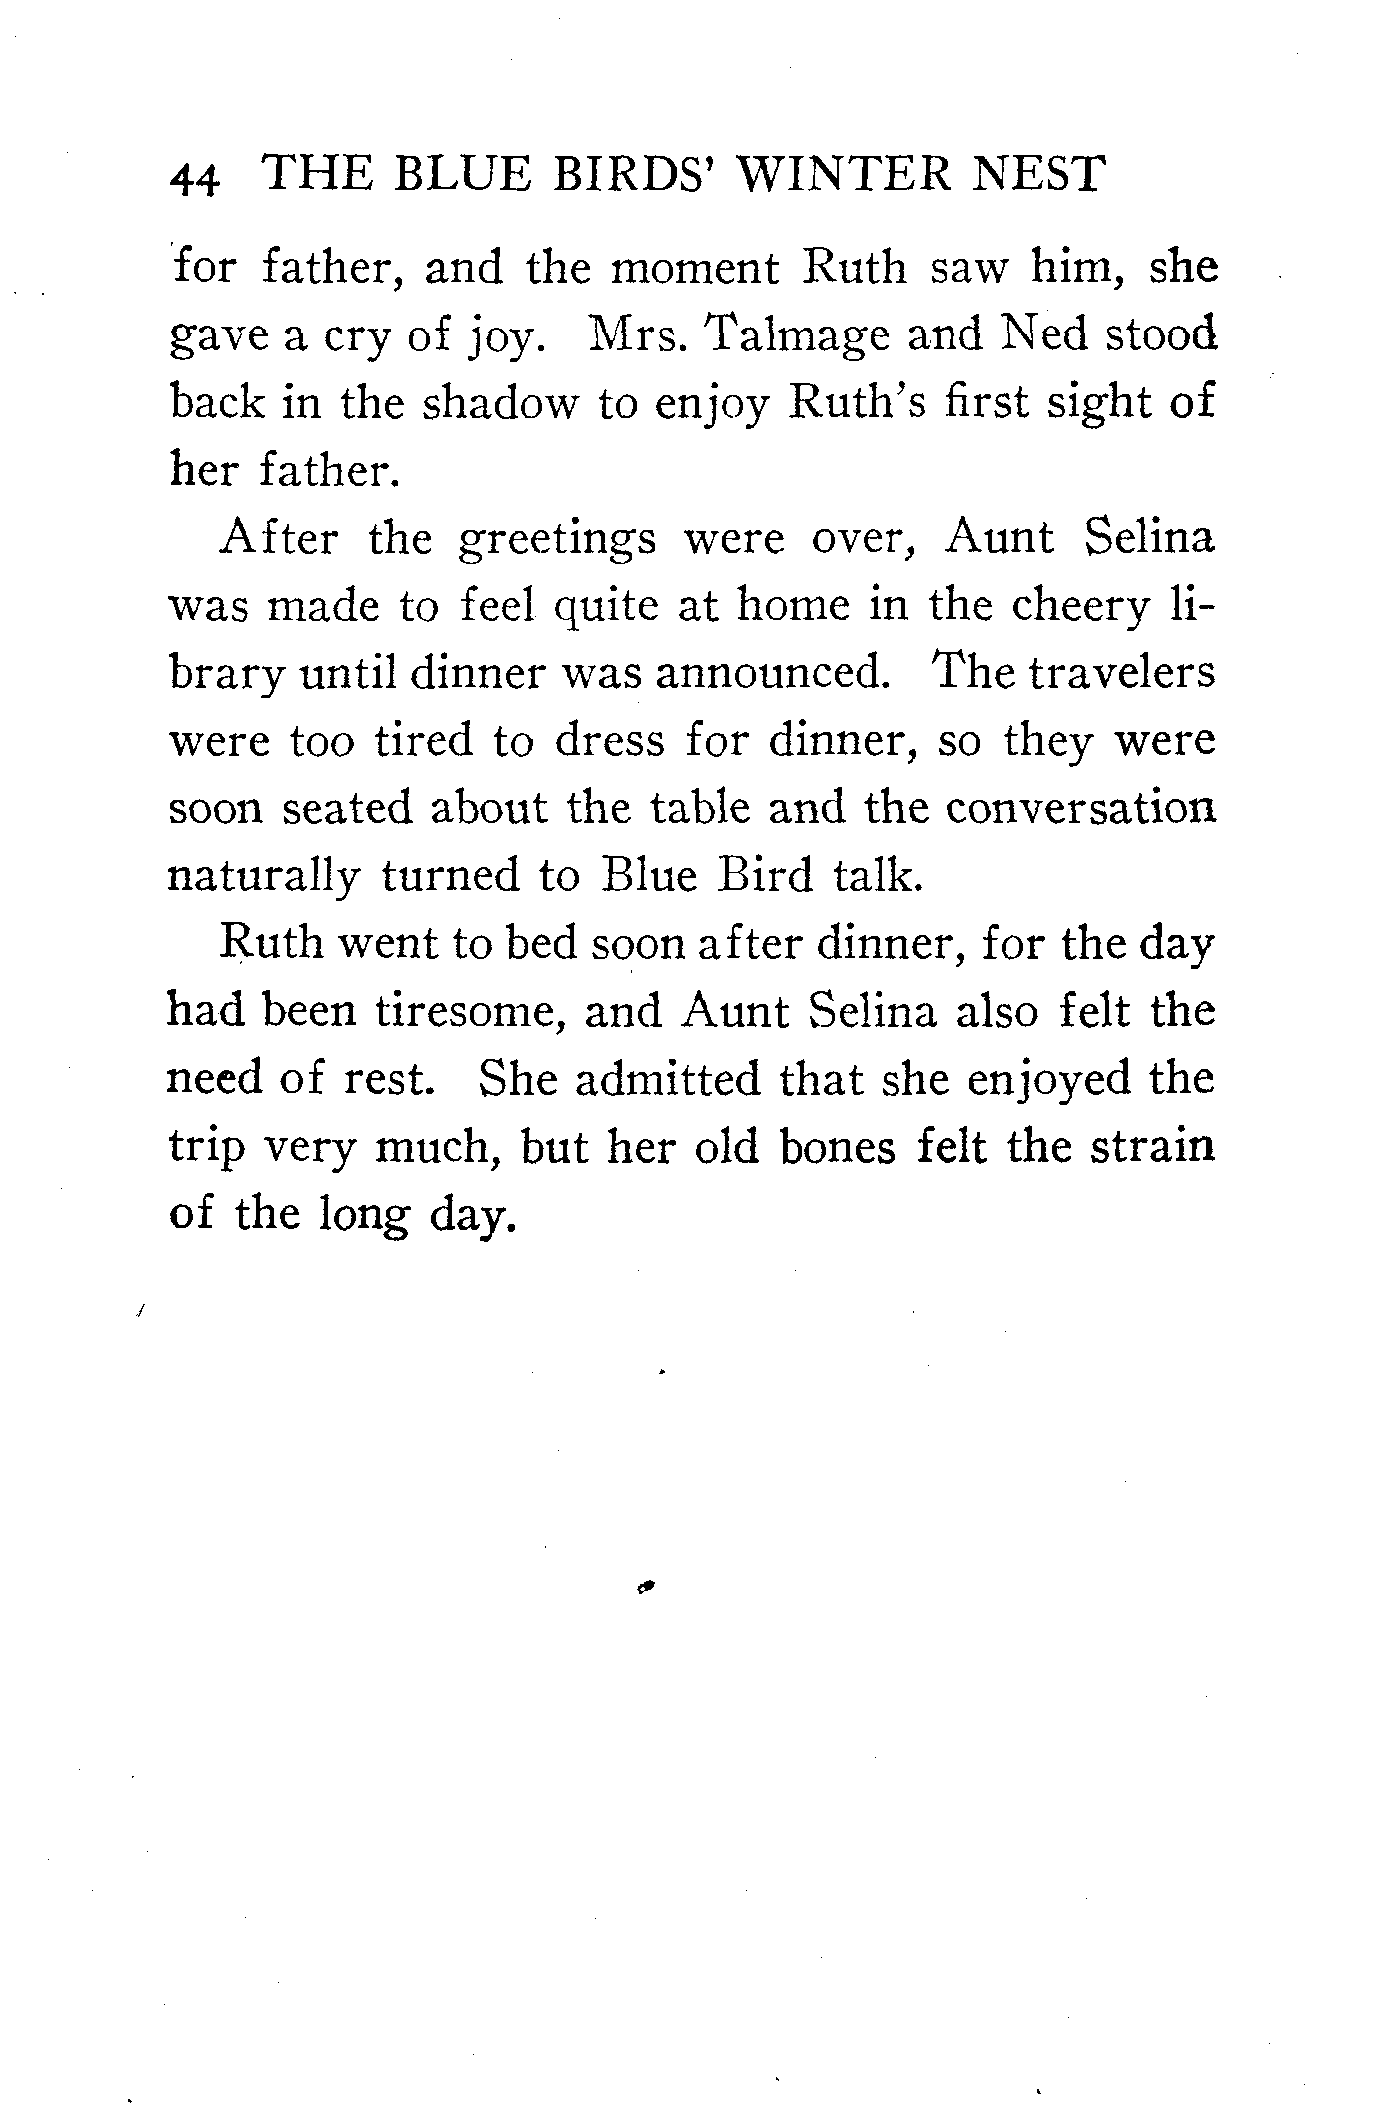 44 THE BLUE BIRDS' WINTER NEST
for father, and the moment Ruth saw him, she
gave a cry of joy. Mrs. Talmage and Ned stood
back in the shadow to enjoy Ruth's first sight of
her father.
After the greetings were over, Aunt Selina
was made to feel quite at home in the cheery li-
brary until dinner was announced. The travelers
were too tired to dress for dinner, so they were
soon seated about the table and the conversation
naturally turned to Blue Bird talk.
Ruth went to bed soon after dinner, for the day
had been tiresome, and Aunt Selina also felt the
need of rest. She admitted that she enjoyed the
trip very much, but her old bones felt the strain
of the long day.